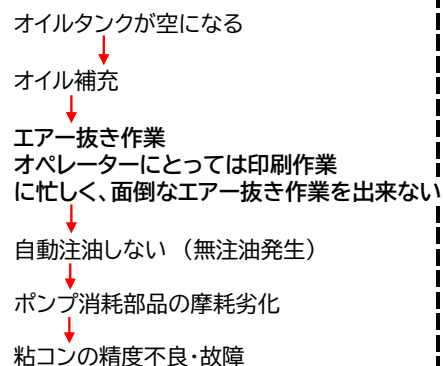 オイルタンクが空になる
オイル補充
エアー抜き作業
オペレーターにとっては印刷作業
に忙しく、面倒なエアー抜き作業を出来ない
自動注油しない （無注油発生）
ポンプ消耗部品の摩耗劣化
粘コンの精度不良・故障